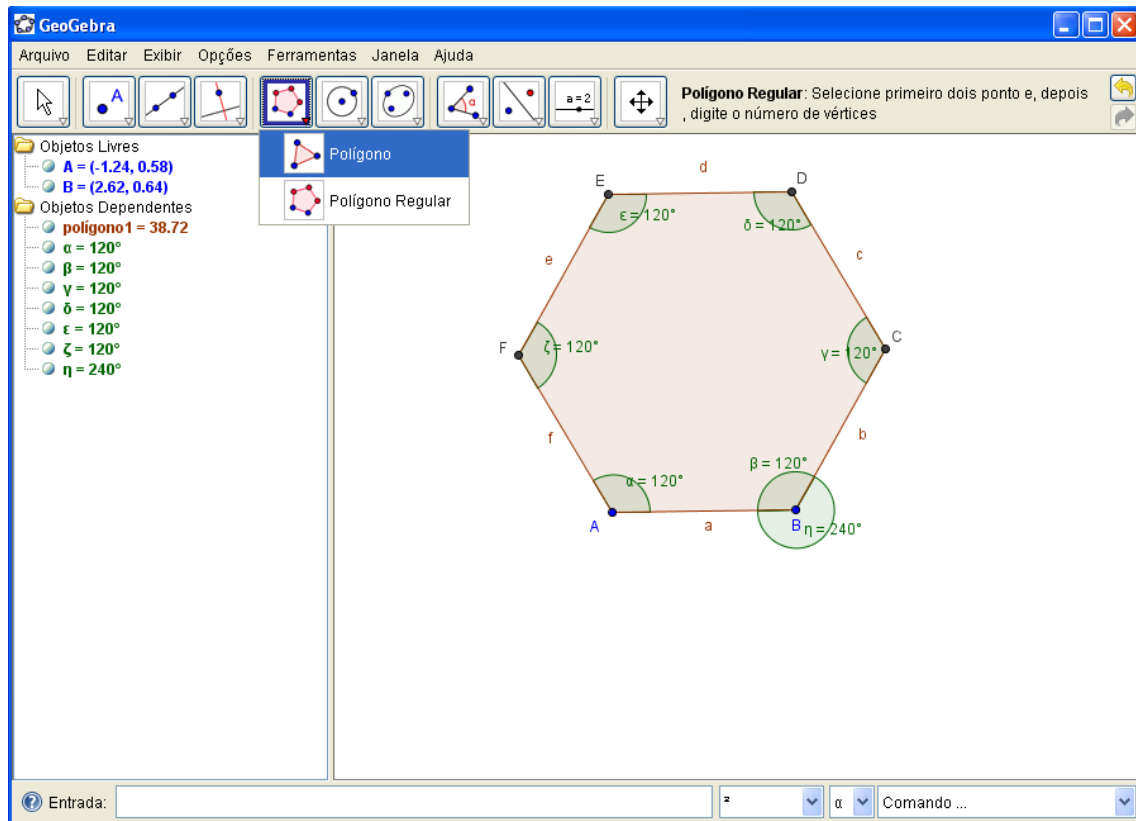 GeoGebra
Arquivo Editar Exibir Opções Ferramentas Janela Ajuda
A
α
a = 2
Polígono Regular: Selecione primeiro dois ponto e, depois
, digite o número de vértices
Polígono
Polígono Regular
Objetos Livres
A = (-1.24, 0.58)
B = (2.62, 0.64)
Objetos Dependentes
polígono1 = 38.72
α = 120°
β = 120°
γ = 120°
δ = 120°
ε = 120°
ζ = 120°
η = 240°
d
E
D
ε = 120°
δ = 120°
e
c
F
ζ = 120°
γ = 120°
C
f
b
β = 120°
α = 120°
A
a
B
η = 240°
Entrada:
²
α
Comando ...